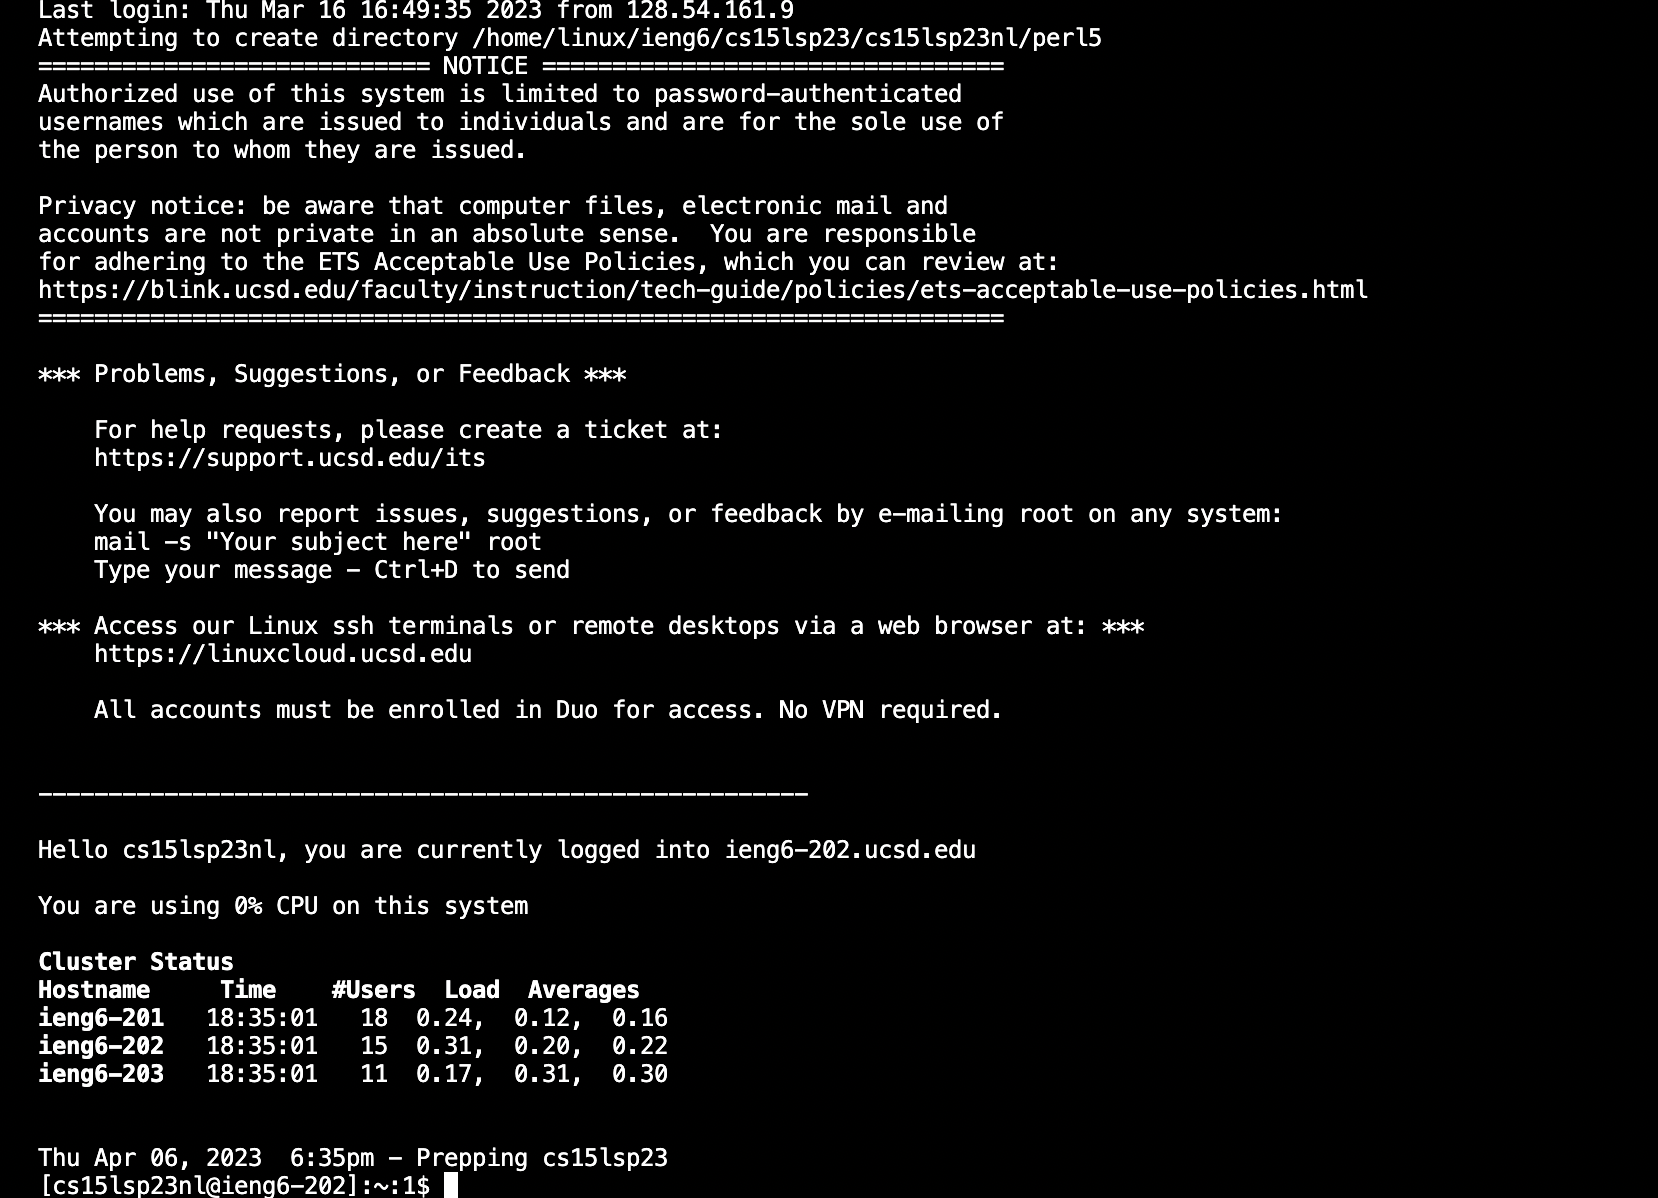 Last login: Thu Mar 16 16:49:35 2023 from 128.54.161.9
Attempting to create directory /home/linux/ieng6/cs15lsp23/cs15lsp23nl/perl5
============================ NOTICE =================================
Authorized use of this system is limited to password-authenticated
usernames which are issued to individuals and are for the sole use of
the person to whom they are issued.

Privacy notice: be aware that computer files, electronic mail and
accounts are not private in an absolute sense.  You are responsible
for adhering to the ETS Acceptable Use Policies, which you can review at:
https://blink.ucsd.edu/faculty/instruction/tech-guide/policies/ets-acceptable-use-policies.html
=====================================================================

*** Problems, Suggestions, or Feedback ***

    For help requests, please create a ticket at:
    https://support.ucsd.edu/its

    You may also report issues, suggestions, or feedback by e-mailing root on any system:
    mail -s "Your subject here" root
    Type your message - Ctrl+D to send

*** Access our Linux ssh terminals or remote desktops via a web browser at: ***
    https://linuxcloud.ucsd.edu

    All accounts must be enrolled in Duo for access. No VPN required.

-------------------------------------------------------

Hello cs15lsp23nl, you are currently logged into ieng6-202.ucsd.edu

You are using 0% CPU on this system

Cluster Status
Hostname     Time    #Users  Load  Averages
ieng6-201   18:35:01   18  0.24,  0.12,  0.16
ieng6-202   18:35:01   15  0.31,  0.20,  0.22
ieng6-203   18:35:01   11  0.17,  0.31,  0.30

Thu Apr 06, 2023  6:35pm - Prepping cs15lsp23
[cs15lsp23nl@ieng6-202]:~:1$